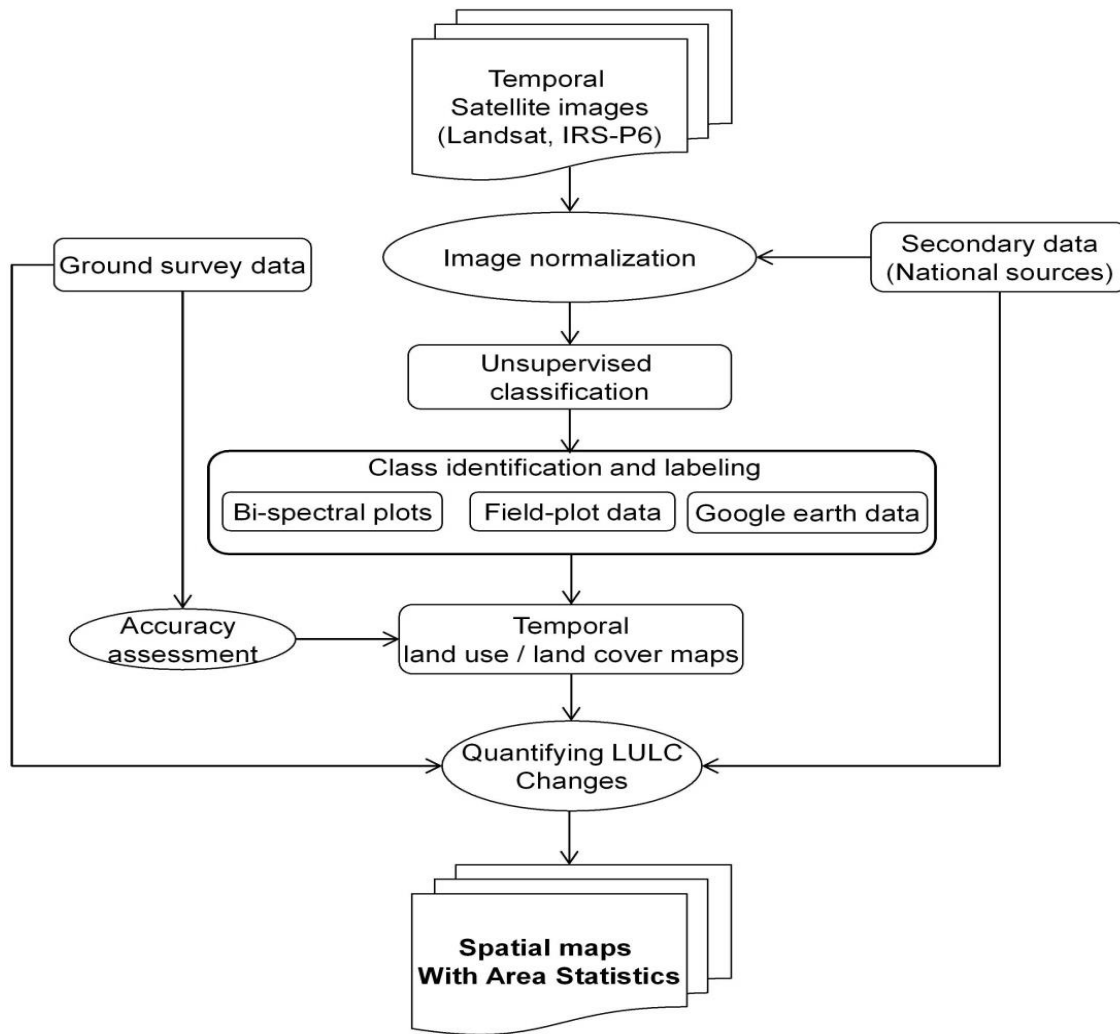 Temporal
Satellite images
(Landsat, IRS-P6)
Ground survey data
Image normalization
Secondary data
(National sources)
Unsupervised
classification
Class identification and labeling
Bi-spectral plots
Field-plot data
Google earth data
Accuracy
assessment
Temporal
land use / land cover maps
Quantifying LULC
Changes
Spatial maps
With Area Statistics